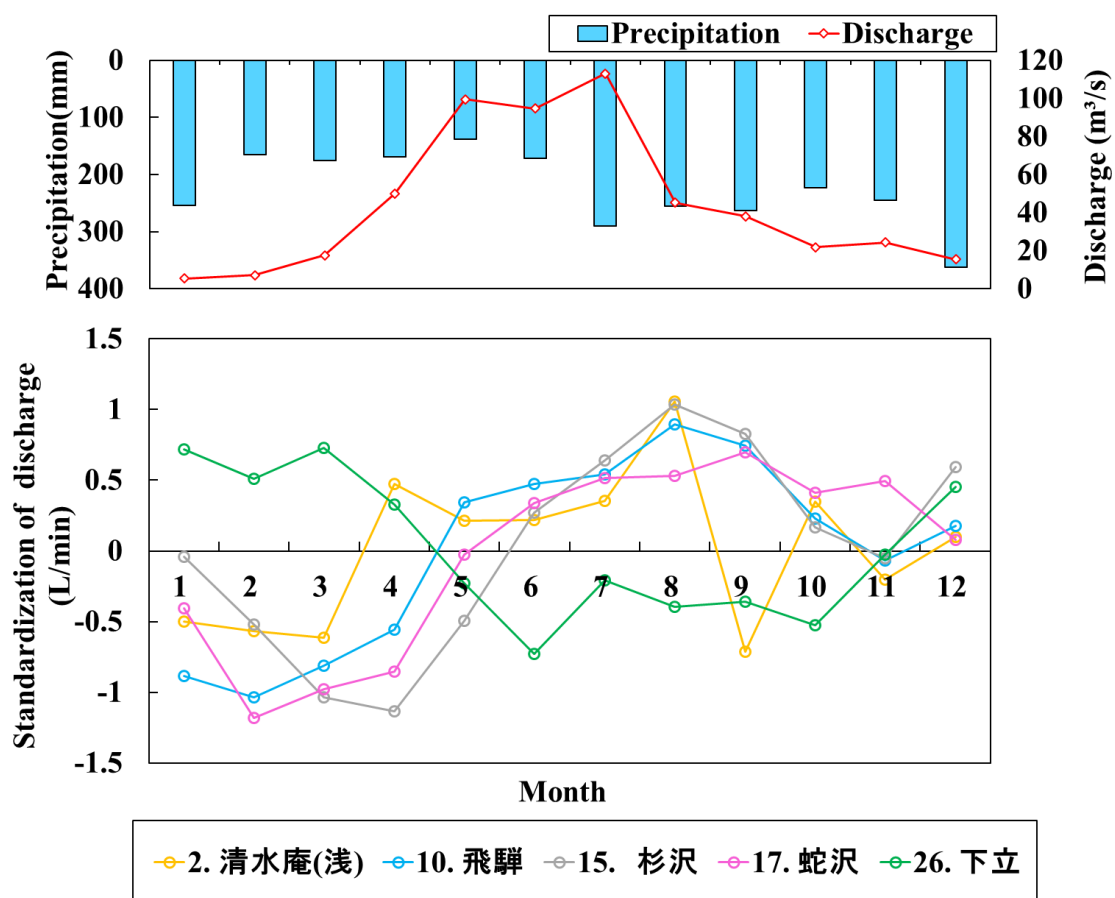 Precipitation Discharge
0 120
100 100
200 80
300 60
400 40
20
0
Precipitation(mm)
Discharge (m³/s)
1.5
1
0.5
0
-0.5
-1
-1.5
Standardization of discharge
(L/min)
1 2 3 4 5 6 7 8 9 10 11 12
Month
2. 清水庵(浅) 10. 飛騨 15. 杉沢 17. 蛇沢 26. 下立